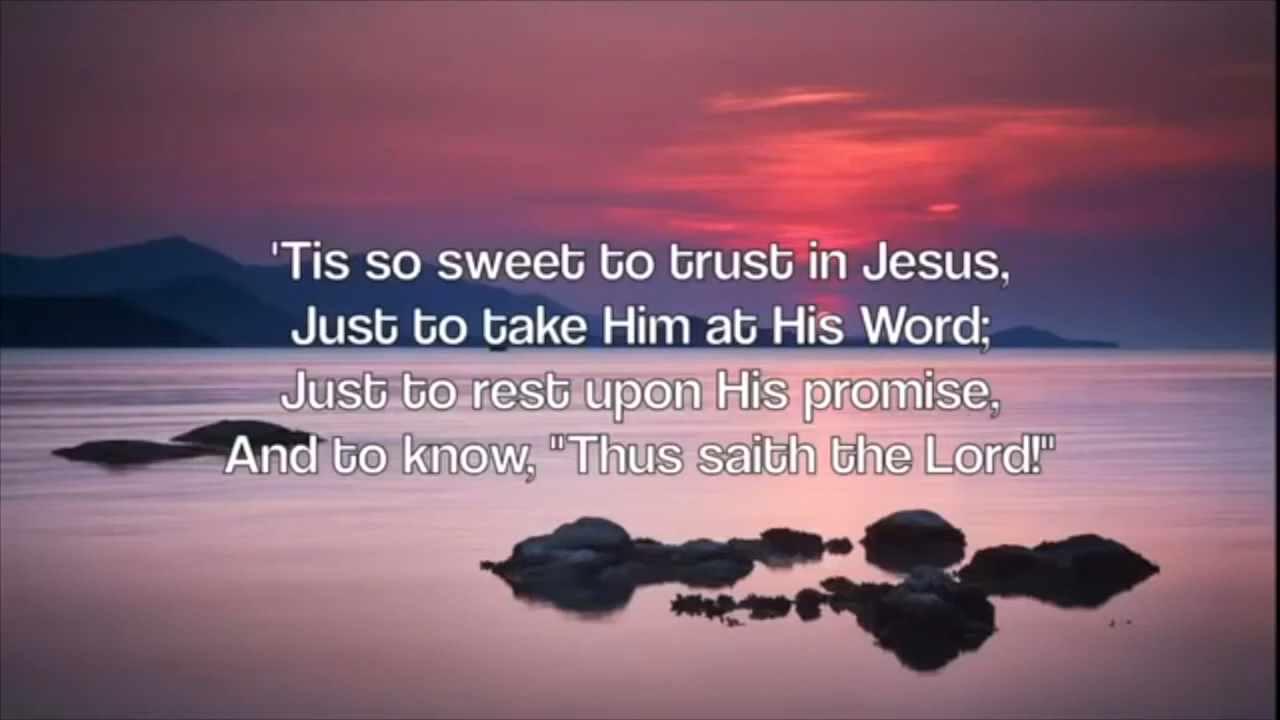 'Tis so sweet to trust in Jesus,
Just to take Him at His Word;
Just to rest upon His promise,
And to know, "Thus saith the Lord!"